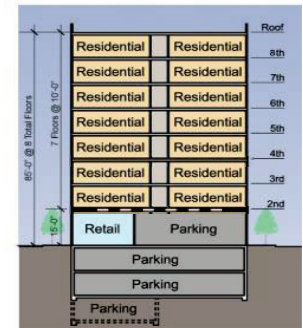 Roof
Residential Residential
8th
Residential Residential
7th
Residential Residential
6th
Residential Residential
5th
Residential Residential
4th
Residential Residential
3rd
Residential Residential
2nd
85'-0" @ 8 Total Floors
7 Floors @ 10'-0"
15'-0"
Retail Parking
Parking
Parking
Parking